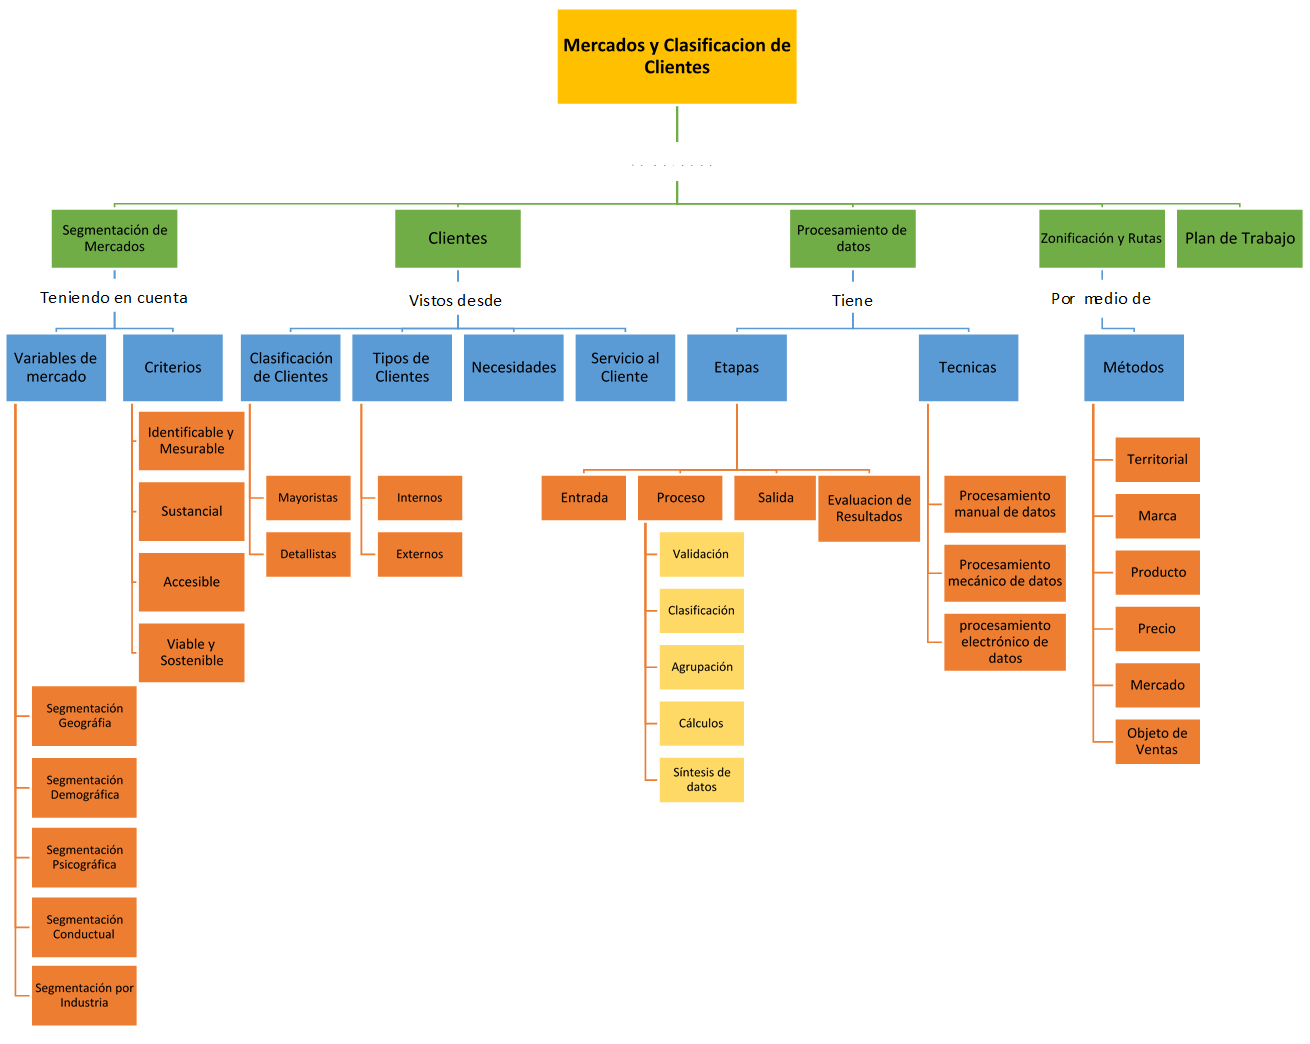 Mercados y Clasificacion de
Clientes
Segmentación de
Mercados
Clientes
Procesamiento de
datos
Zonificación y Rutas
Plan de Trabajo
Teniendo en cuenta
Vistos desde
Tiene
Por medio de
Variables de
mercado
Criterios
Clasificación
de Clientes
Tipos de
Clientes
Necesidades
Servicio al
Cliente
Etapas
Tecnicas
Métodos
Identificable y
Mesurable
Sustancial
Accesible
Viable y
Sostenible
Segmentación
Geográfia
Segmentación
Demográfica
Segmentación
Psicográfica
Segmentación
Conductual
Segmentación por
Industria
Mayoristas
Detallistas
Internos
Externos
Entrada
Proceso
Salida
Evaluacion de
Resultados
Validación
Clasificación
Agrupación
Cálculos
Síntesis de
datos
Procesamiento
manual de datos
Procesamiento
mecánico de datos
procesamiento
electrónico de
datos
Territorial
Marca
Producto
Precio
Mercado
Objeto de
Ventas